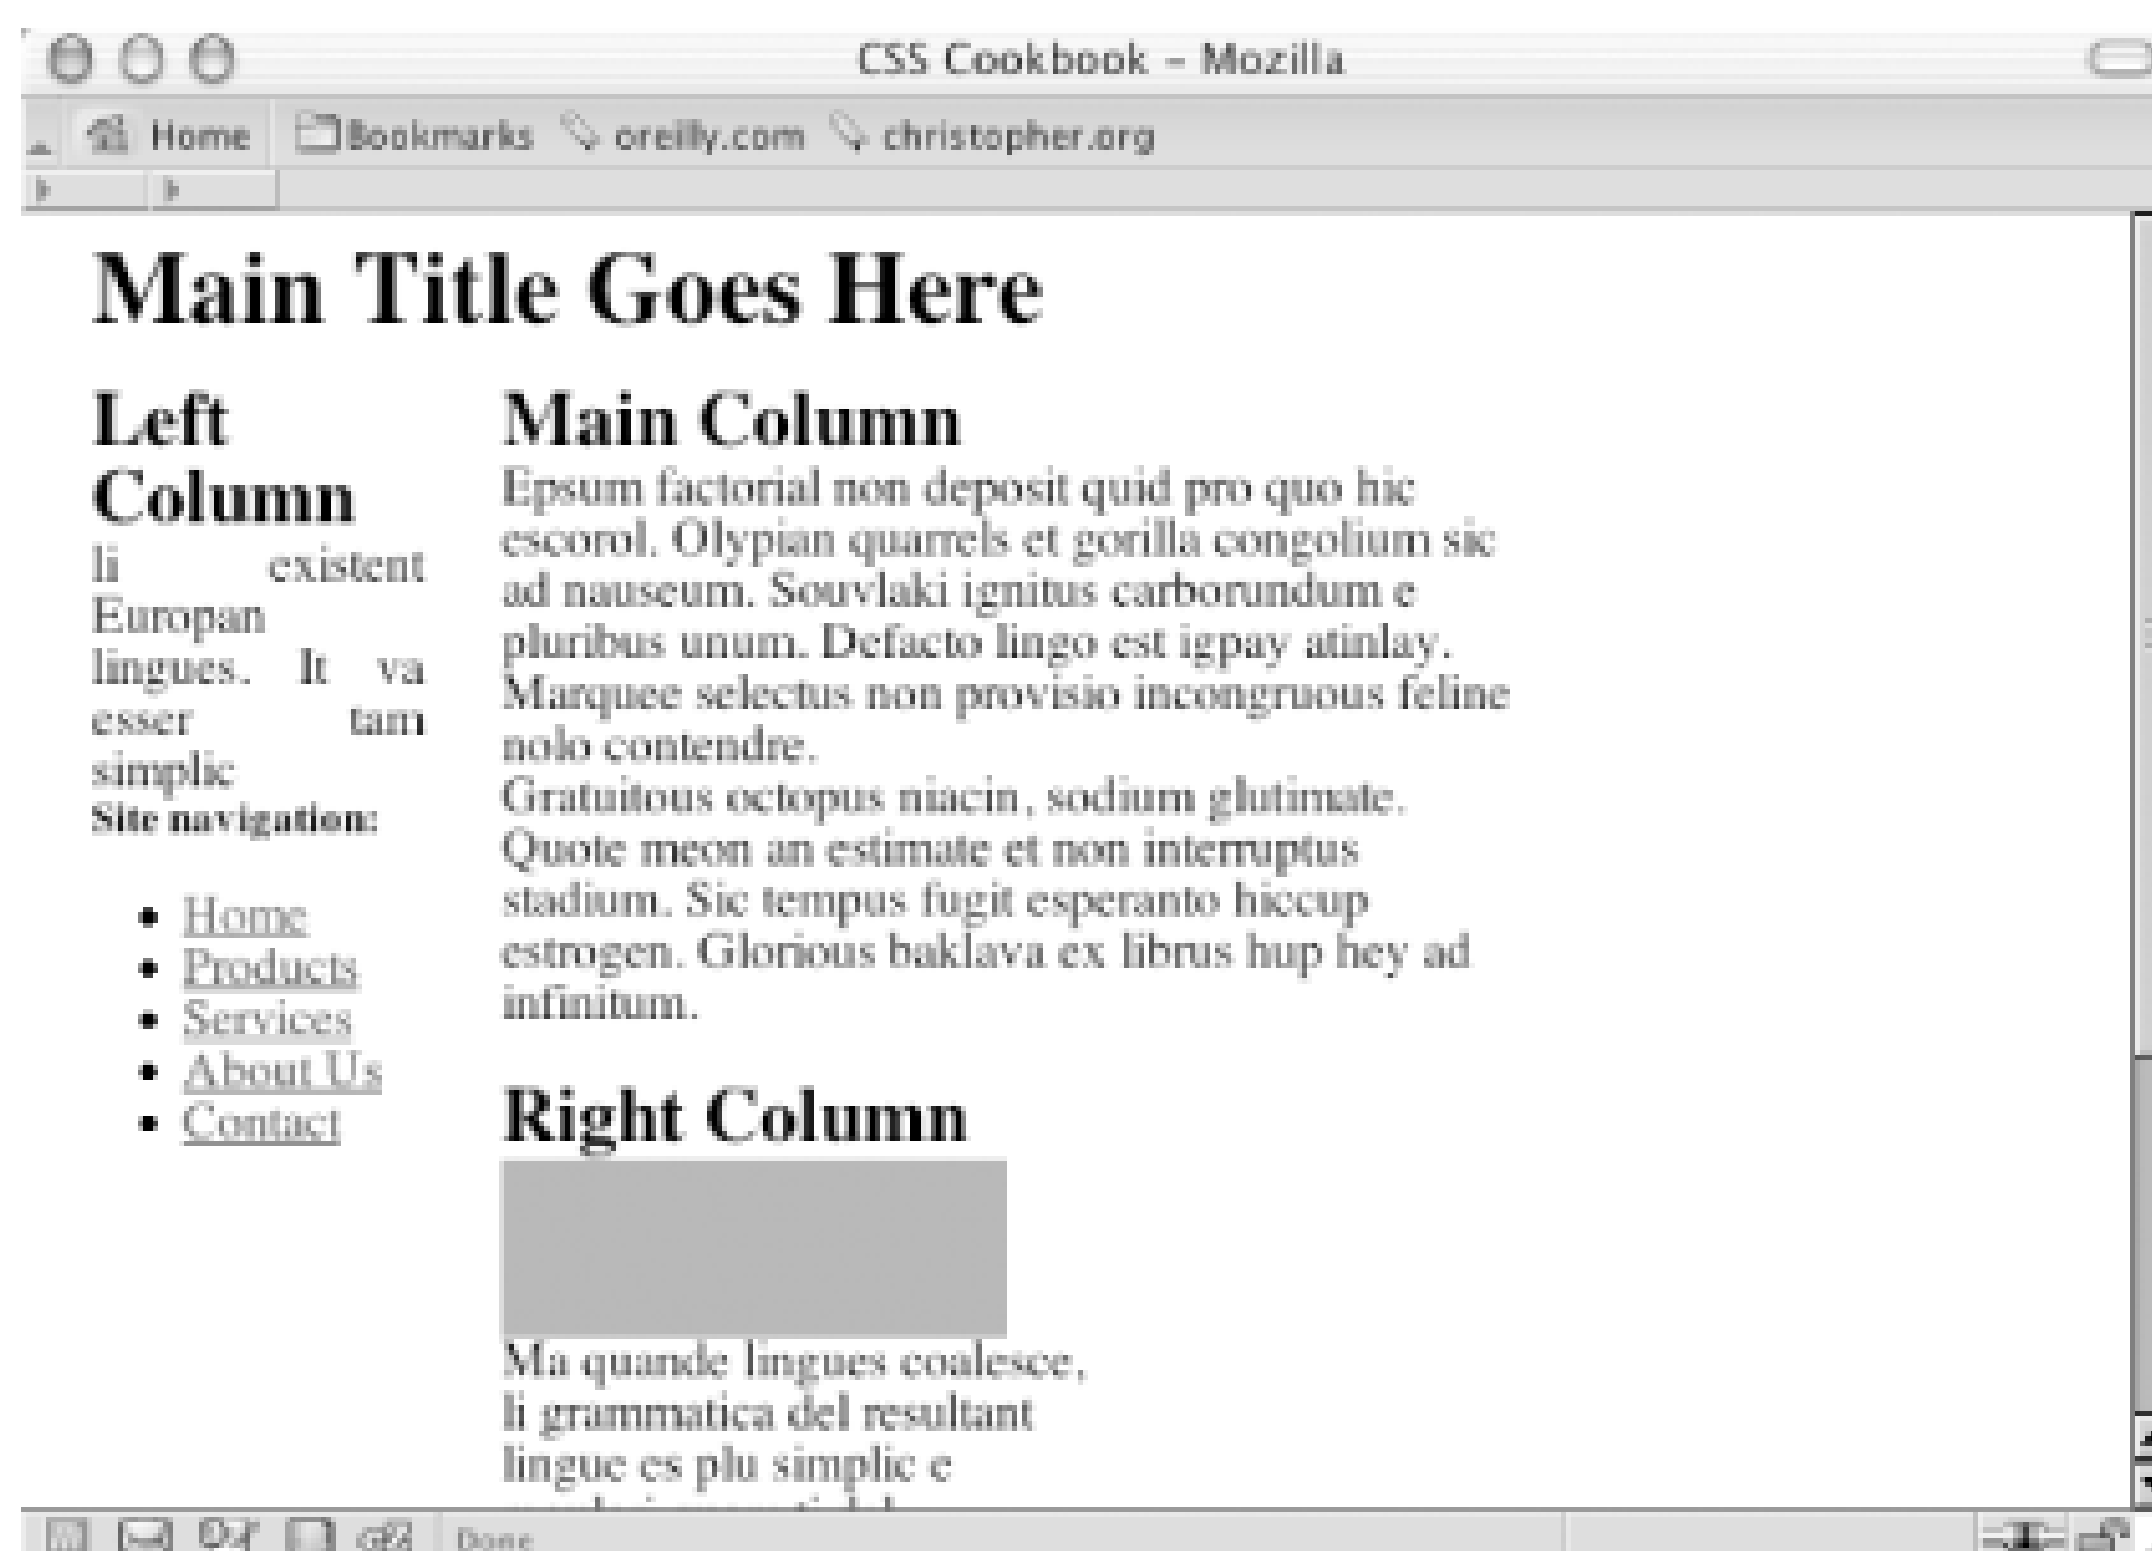 CSS Cookbook – Mozilla
Home Bookmarks oreilly.com christopher.org
Main Title Goes Here
Left
Column
li existent
Europan
lingues. It va
esser tam
simplic
Site navigation:
• Home
• Products
• Services
• About Us
• Contact
Main Column
Epsum factorial non deposit quid pro quo hic
escorol. Olypian quarrels et gorilla congolium sic
ad nauseum. Souvlaki ignitus carborundum e
pluribus unum. Defacto lingo est igpay atinlay.
Marquee selectus non provisio incongruous feline
nolo contendre.
Gratuitous octopus niacin, sodium glutimate.
Quote meon an estimate et non interruptus
stadium. Sic tempus fugit esperanto hiccup
estrogen. Glorious baklava ex librus hup hey ad
infinitum.
Right Column
Ma quande lingues coalesce,
li grammatica del resultant
lingue es plu simplic e
Done